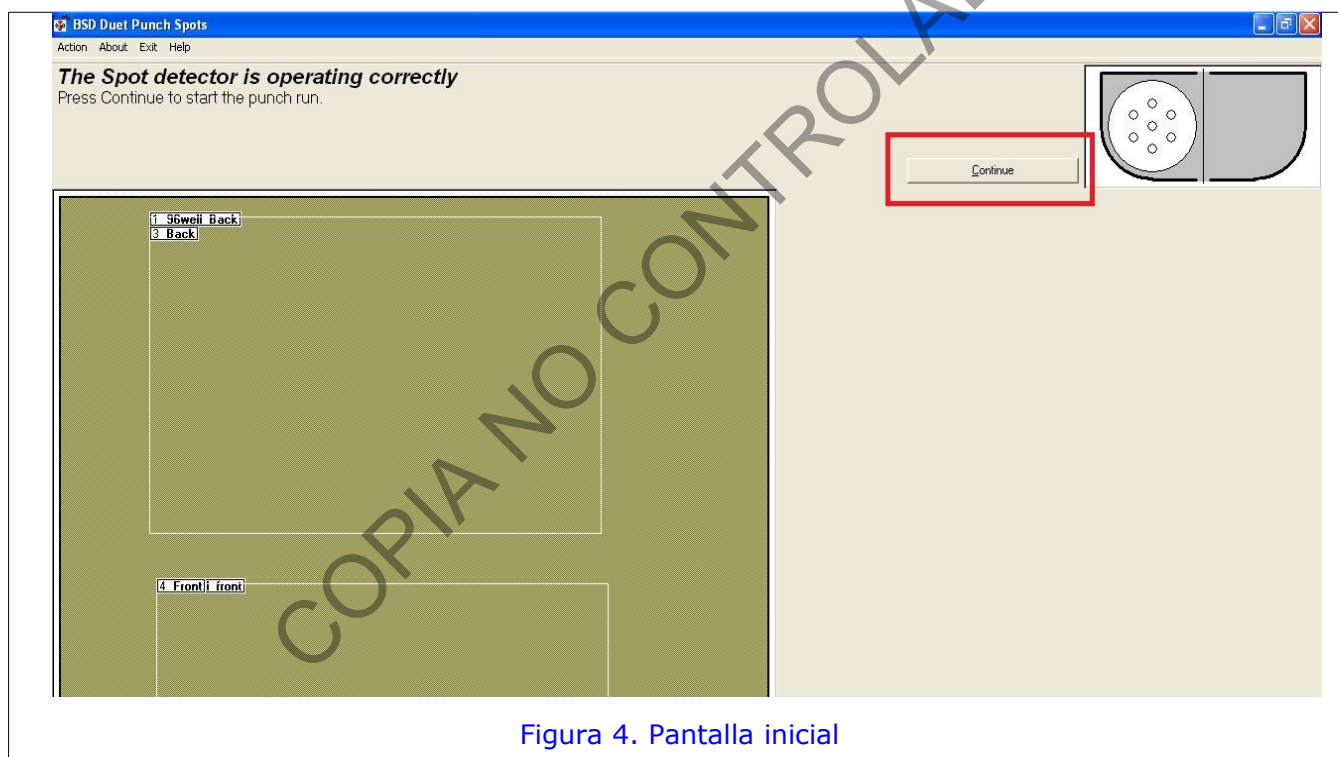 BSD Duet Punch Spots
Action About Exit Help
The Spot detector is operating correctly
Press Continue to start the punch run.
Continue
1 96well Back
3 Back
4 Front
front
COPIA NO CONTROLA
Figura 4. Pantalla inicial